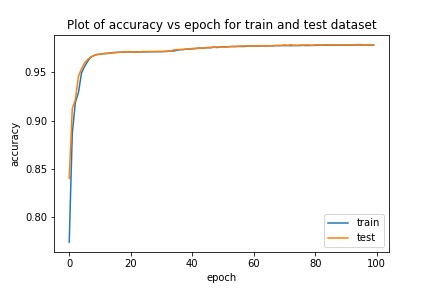 Plot of accuracy vs epoch for train and test dataset
0.95
0.90
0.85
0.80
accuracy
0
20
40
60
80
100
epoch
train
test